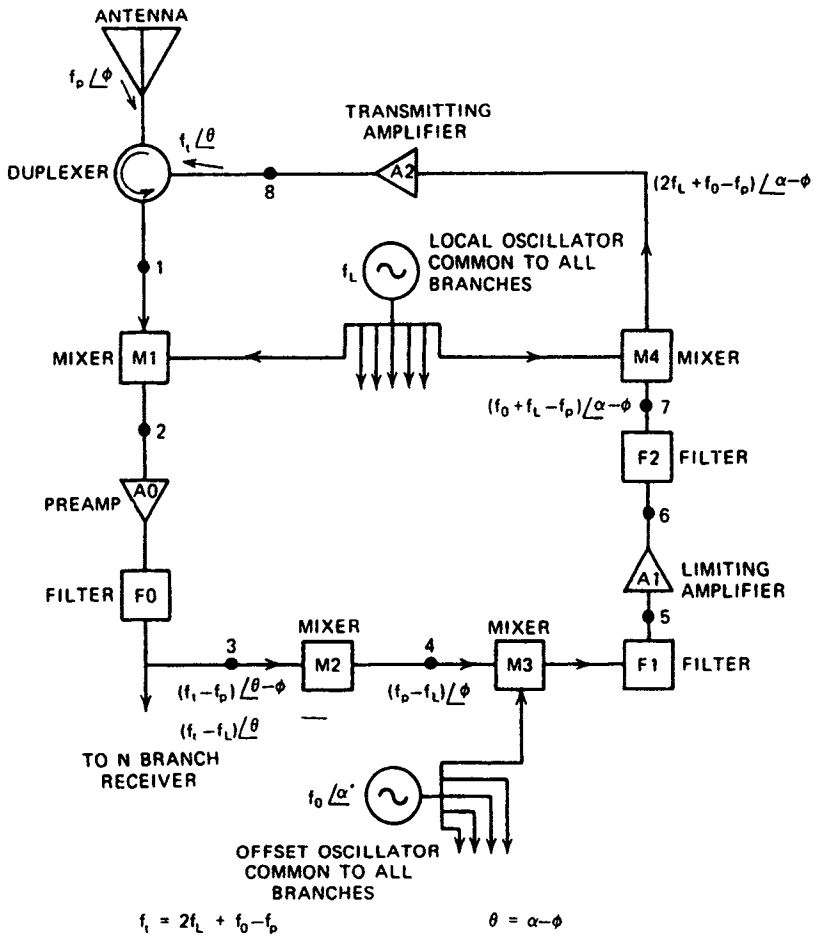 ANTENNA
f_p∠ϕ
TRANSMITTING
AMPLIFIER
f_t∠θ
DUPLEXER
A2
8
(2f_L + f_0 – f_p)∠α–ϕ
1
LOCAL OSCILLATOR
COMMON TO ALL
BRANCHES
f_L
MIXER
M1
M4
MIXER
2
(f_0 + f_L – f_p)∠α–ϕ
7
F2
FILTER
A0
PREAMP
6
LIMITING
AMPLIFIER
A1
FILTER
F0
5
MIXER
MIXER
3
M2
4
M3
F1
FILTER
(f_t – f_p)∠θ–ϕ
(f_p – f_L)∠ϕ
(f_t – f_L)∠θ
TO N BRANCH
RECEIVER
f_0∠α°
OFFSET OSCILLATOR
COMMON TO ALL
BRANCHES
f_t = 2f_L + f_0 – f_p
θ = α–ϕ